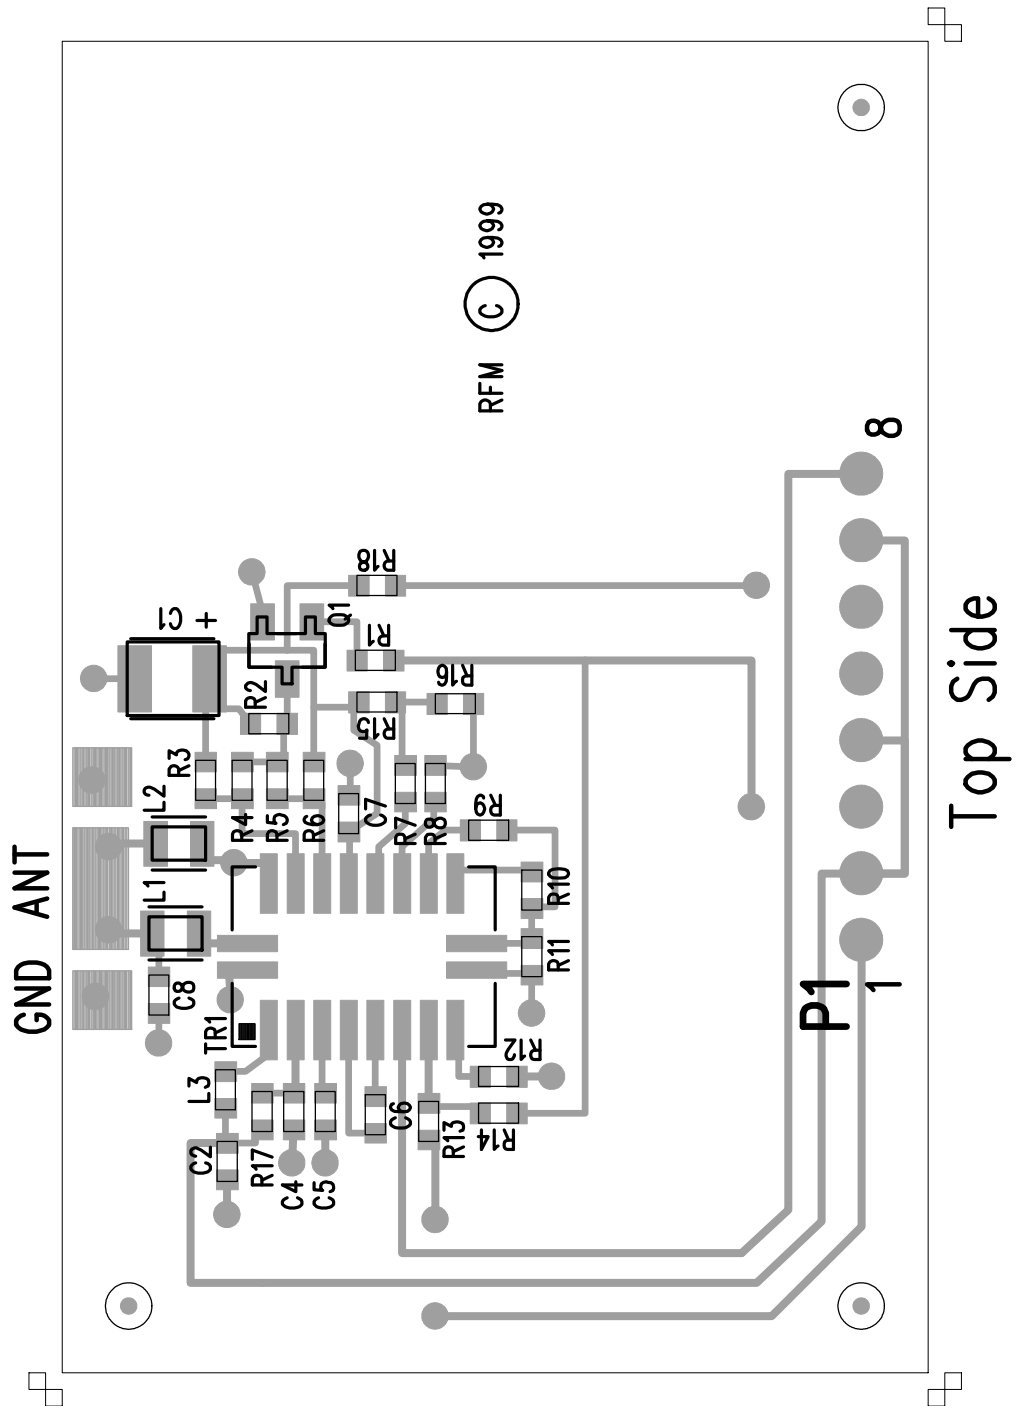 GND ANT
C1 +
R18
Q1
R1
R2
R16
R15
R3
L2
R4
R5
R6
C7
R7
R8
R9
L1
R10
R11
C8
TR1
L3
R12
C2
R17
C4
C5
C6
R13
R14
RFM C 1999
P1
1
8
Top Side